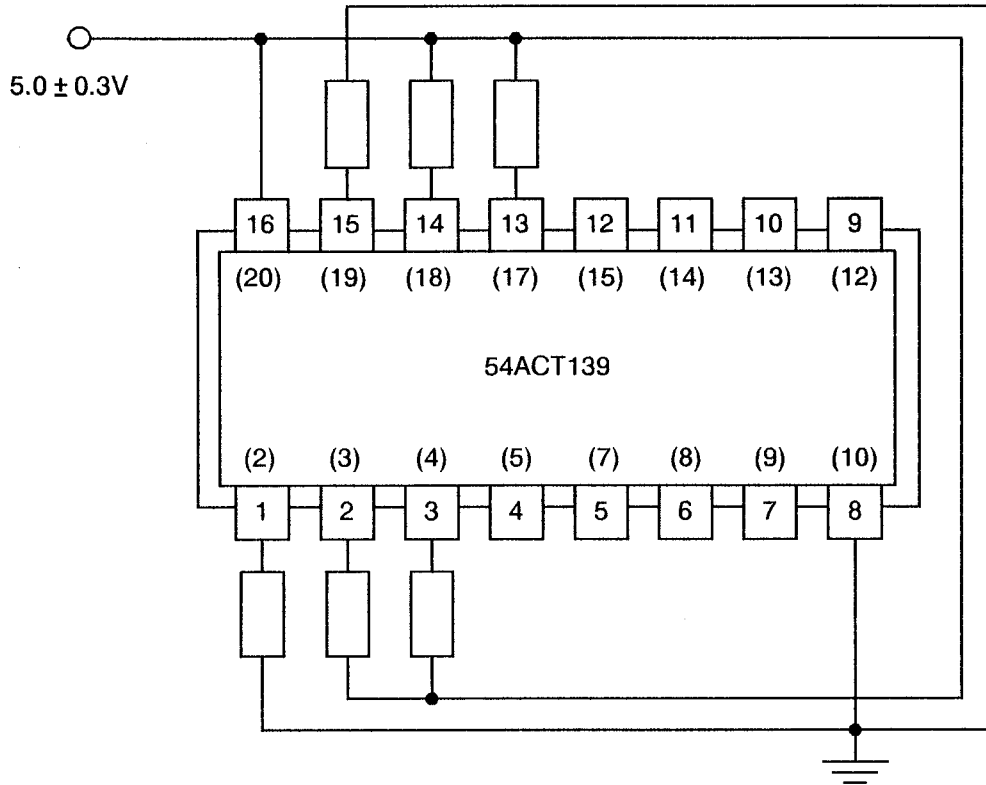 5.0 ± 0.3V
16 15 14 13 12 11 10 9
(20) (19) (18) (17) (15) (14) (13) (12)
54ACT139
(2) (3) (4) (5) (7) (8) (9) (10)
1 2 3 4 5 6 7 8